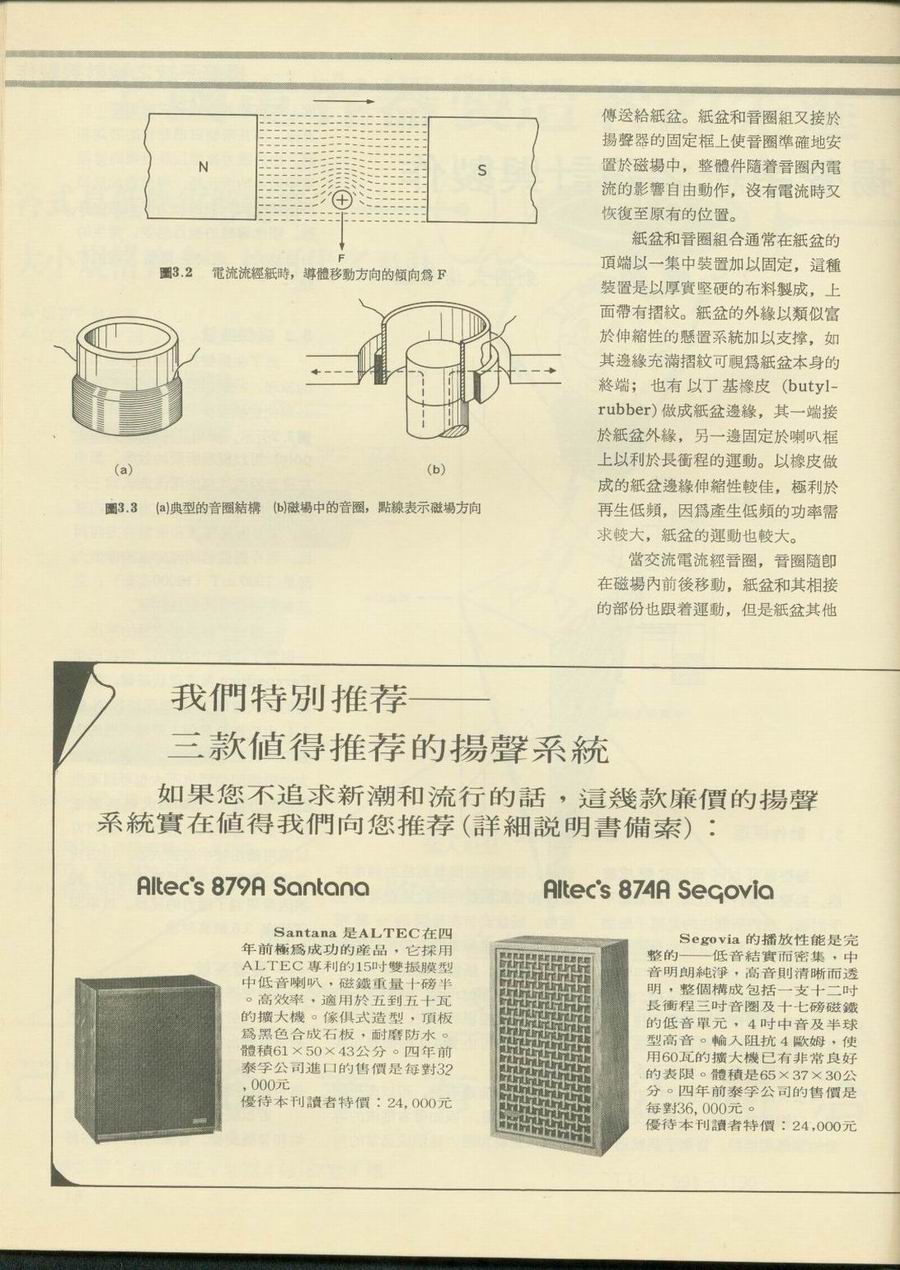 N
S
F
圖3.2 電流流經紙時，導體移動方向的傾向爲 F
(a)
(b)
圖3.3 (a)典型的音圈結構 (b)磁場中的音圈，點線表示磁場方向
傳送給紙盆。紙盆和音圈組又接於
揚聲器的固定框上使音圈準確地安
置於磁場中，整體件隨着音圈內電
流的影響自由動作，沒有電流時又
恢復至原有的位置。
紙盆和音圈組合通常在紙盆的
頂端以一集中裝置加以固定，這種
裝置是以厚實堅硬的布料製成，上
面帶有摺紋。紙盆的外緣以類似富
於伸縮性的懸置系統加以支撐，如
其邊緣充滿摺紋可視爲紙盆本身的
終端；也有以丁基橡皮 (butyl-
rubber) 做成紙盆邊緣，其一端接
於紙盆外緣，另一邊固定於喇叭框
上以利於長衝程的運動。以橡皮做
成的紙盆邊緣伸縮性較佳，極利於
再生低頻，因爲產生低頻的功率需
求較大，紙盆的運動也較大。
當交流電流經音圈，音圈隨卽
在磁場內前後移動，紙盆和其相接
的部份也跟着運動，但是紙盆其他
我們特別推荐——
三款値得推荐的揚聲系統
如果您不追求新潮和流行的話，這幾款廉價的揚聲
系統實在値得我們向您推荐(詳細説明書備索)：
Altec's 879A Santana
Santana 是ALTEC在四
年前極爲成功的產品，它採用
ALTEC 專利的15吋雙振膜型
中低音喇叭，磁鐵重量十磅半
。高效率，適用於五到五十瓦
的擴大機。傢俱式造型，頂板
爲黑色合成石板，耐磨防水。
體積61×50×43公分。四年前
泰孚公司進口的售價是每對32
,000元
優待本刊讀者特價：24,000元
Altec's 874A Segovia
Segovia 的播放性能是完
整的——低音結實而密集，中
音明朗純淨，高音則清晰而透
明，整個構成包括一支十二吋
長衝程三吋音圈及十七磅磁鐵
的低音單元，4吋中音及半球
型高音。輸入阻抗4歐姆，使
用60瓦的擴大機已有非常良好
的表限。體積是65×37×30公
分。四年前泰孚公司的售價是
每對36,000元。
優待本刊讀者特價：24,000元